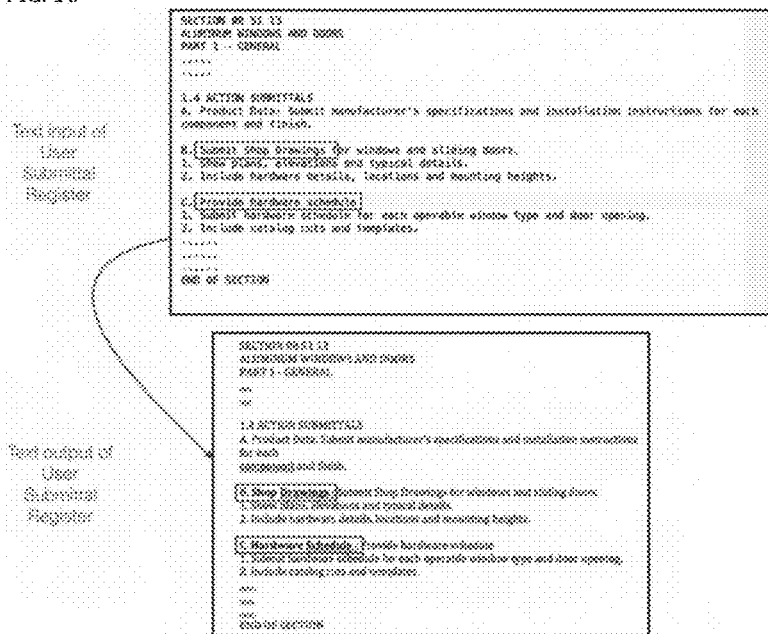 SECTION 08 51 13
ALUMINUM WINDOWS AND DOORS
PART 1 -- GENERAL
.....
.....
1.4 ACTION SUBMITTALS
A. Product Data: Submit manufacturer's specifications and installation instructions for each
component and finish.
B. Submit Shop Drawings for windows and sliding doors.
1. Show plans, elevations and typical details.
2. Include hardware details, locations and mounting heights.
C. Provide hardware schedule
1. Submit hardware schedule for each operable window type and door opening.
2. Include catalog cuts and templates.
......
......
......
END OF SECTION
Text input of
User
Submittal
Register
SECTION 08 51 13
ALUMINUM WINDOWS AND DOORS
PART 1 - GENERAL
...
...
1.4 ACTION SUBMITTALS
A. Product Data: Submit manufacturer's specifications and installation instructions
for each
component and finish.
B. Shop Drawings. Submit Shop Drawings for windows and sliding doors.
1. Show plans, elevations and typical details.
2. Include hardware details, locations and mounting heights.
C. Hardware Schedule. Provide hardware schedule
1. Submit hardware schedule for each operable window type and door opening.
2. Include catalog cuts and templates.
...
...
...
END OF SECTION
Text output of
User
Submittal
Register